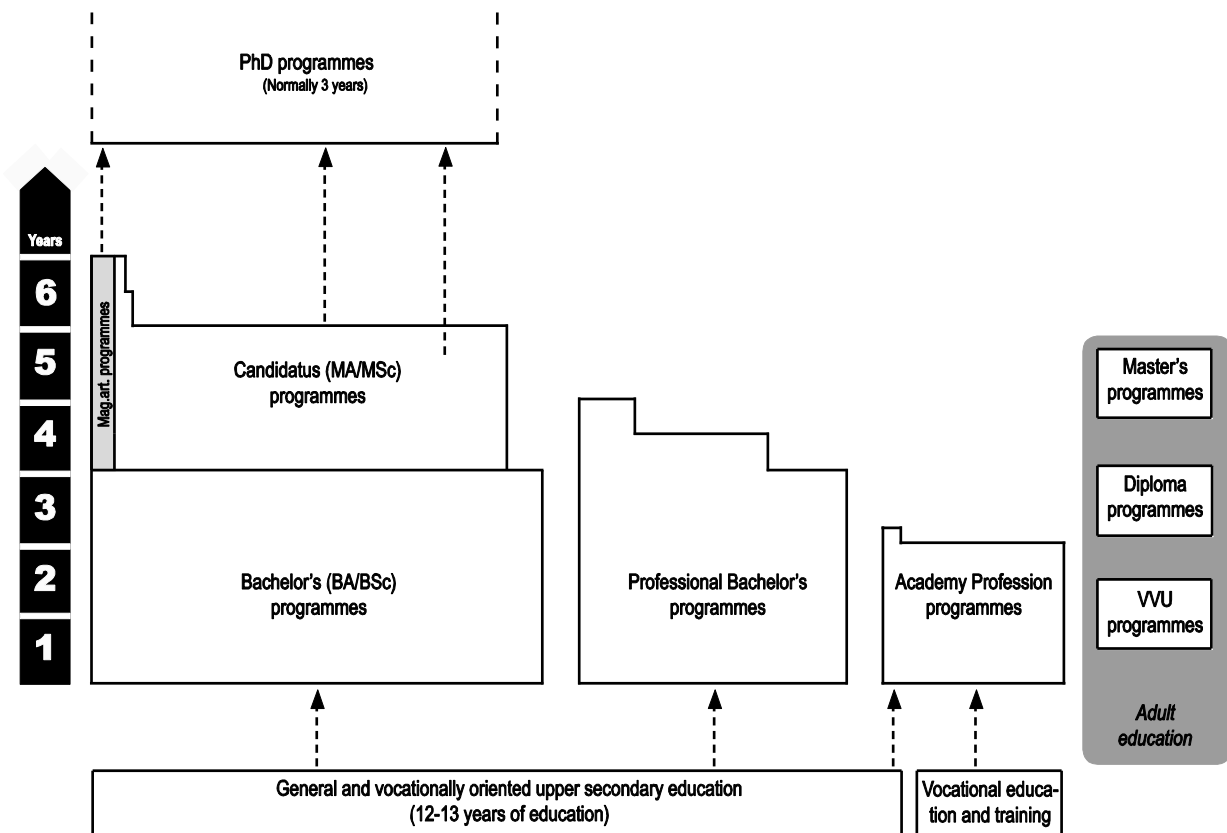 PhD programmes
(Normally 3 years)
Years
6
5
4
3
2
1
Mag.art. programmes
Candidatus (MA/MSc)
programmes
Bachelor's (BA/BSc)
programmes
Professional Bachelor's
programmes
Academy Profession
programmes
Master's
programmes
Diploma
programmes
VVU
programmes
Adult
education
General and vocationally oriented upper secondary education
(12-13 years of education)
Vocational educa-
tion and training